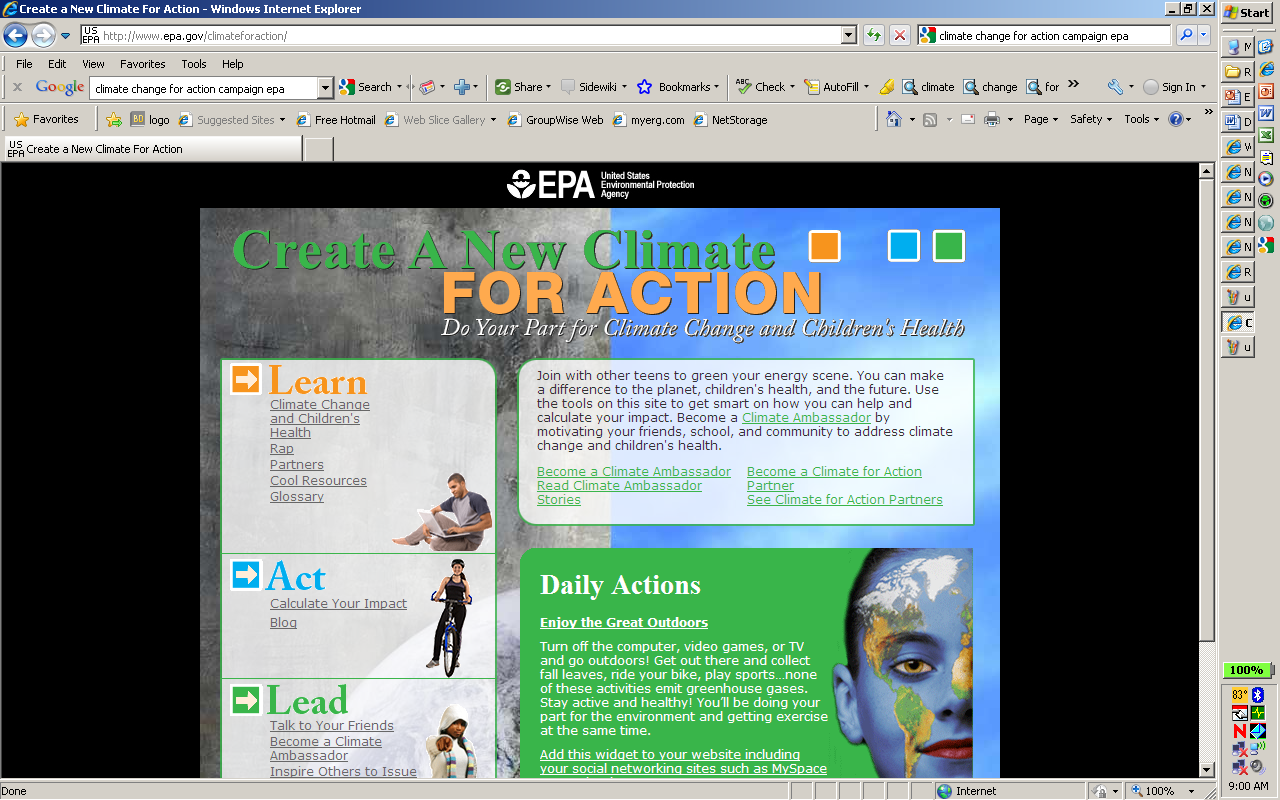 Create a New Climate For Action - Windows Internet Explorer
Start
US EPA
http://www.epa.gov/climateforaction/
climate change for action campaign epa
File Edit View Favorites Tools Help
Google climate change for action campaign epa Search Share Sidewiki Bookmarks Check AutoFill climate change for Sign In
Favorites logo Suggested Sites Free Hotmail Web Slice Gallery GroupWise Web myerg.com NetStorage Page Safety Tools
US EPA Create a New Climate For Action
EPA United States
Environmental Protection
Agency
Create A New Climate
FOR ACTION
Do Your Part for Climate Change and Children's Health
Learn
Climate Change
and Children's
Health
Rap
Partners
Cool Resources
Glossary
Act
Calculate Your Impact
Blog
Lead
Talk to Your Friends
Become a Climate
Ambassador
Inspire Others to Issue
Join with other teens to green your energy scene. You can make
a difference to the planet, children's health, and the future. Use
the tools on this site to get smart on how you can help and
calculate your impact. Become a Climate Ambassador by
motivating your friends, school, and community to address climate
change and children's health.
Become a Climate Ambassador
Read Climate Ambassador
Stories
Become a Climate for Action
Partner
See Climate for Action Partners
Daily Actions
Enjoy the Great Outdoors
Turn off the computer, video games, or TV
and go outdoors! Get out there and collect
fall leaves, ride your bike, play sports...none
of these activities emit greenhouse gases.
Stay active and healthy! You'll be doing your
part for the environment and getting exercise
at the same time.
Add this widget to your website including
your social networking sites such as MySpace
Done
Internet
100%
100%
83°
9:00 AM